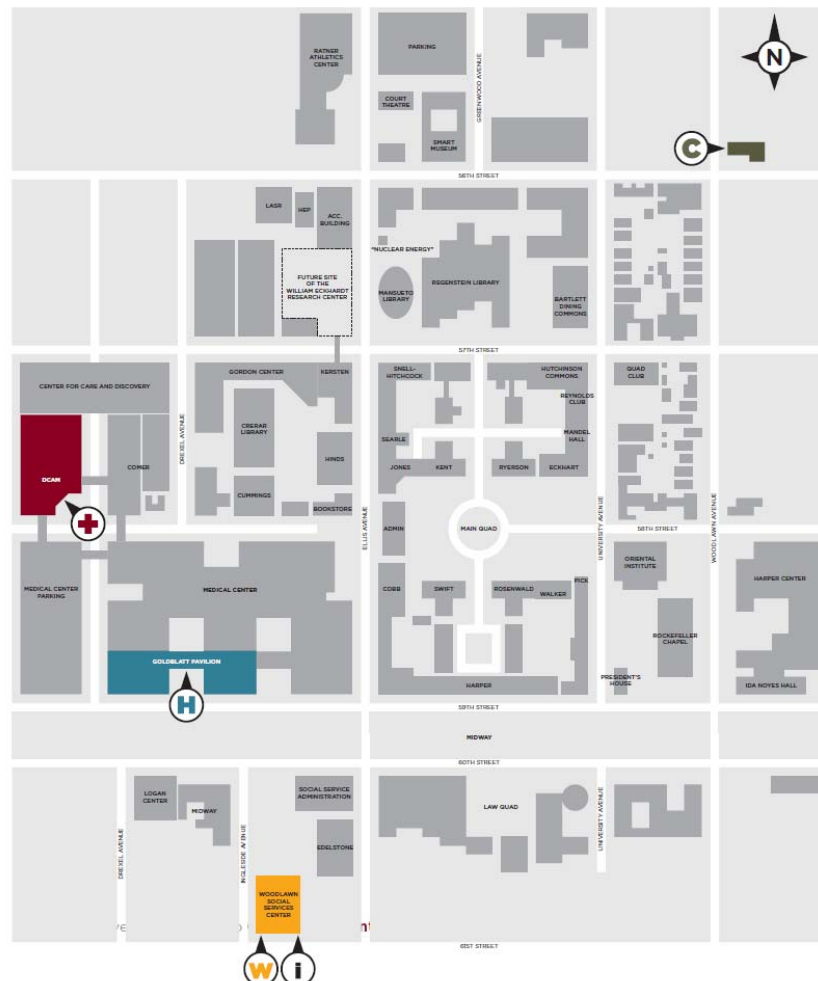 RATNER
ATHLETICS
CENTER
PARKING
COURT
THEATRE
SMART
MUSEUM
GREENWOOD AVENUE
N
C
56TH STREET
LASR
HEP
ACC.
BUILDING
FUTURE SITE
OF THE
WILLIAM ECKHARDT
RESEARCH CENTER
"NUCLEAR ENERGY"
MANSUETO
LIBRARY
REGENSTEIN LIBRARY
BARTLETT
DINING
COMMONS
57TH STREET
CENTER FOR CARE AND DISCOVERY
DCAM
COMER
DREXEL AVENUE
GORDON CENTER
KERSTEN
CRERAR
LIBRARY
HINDS
CUMMINGS
BOOKSTORE
ELLIS AVENUE
SNELL-
HITCHCOCK
HUTCHINSON
COMMONS
REYNOLDS
CLUB
MANDEL
HALL
SEARLE
JONES
KENT
RYERSON
ECKHART
QUAD
CLUB
UNIVERSITY AVENUE
WOODLAWN AVENUE
58TH STREET
ADMIN
MAIN QUAD
MEDICAL CENTER
PARKING
MEDICAL CENTER
GOLDBLATT PAVILION
H
COBB
SWIFT
ROSENWALD
WALKER
PICK
HARPER
ORIENTAL
INSTITUTE
ROCKEFELLER
CHAPEL
PRESIDENT'S
HOUSE
HARPER CENTER
IDA NOYES HALL
59TH STREET
MIDWAY
60TH STREET
DREXEL AVENUE
LOGAN
CENTER
MIDWAY
INGLESIDE AVENUE
SOCIAL SERVICE
ADMINISTRATION
EDELSTONE
WOODLAWN
SOCIAL
SERVICES
CENTER
LAW QUAD
UNIVERSITY AVENUE
61ST STREET
W
i